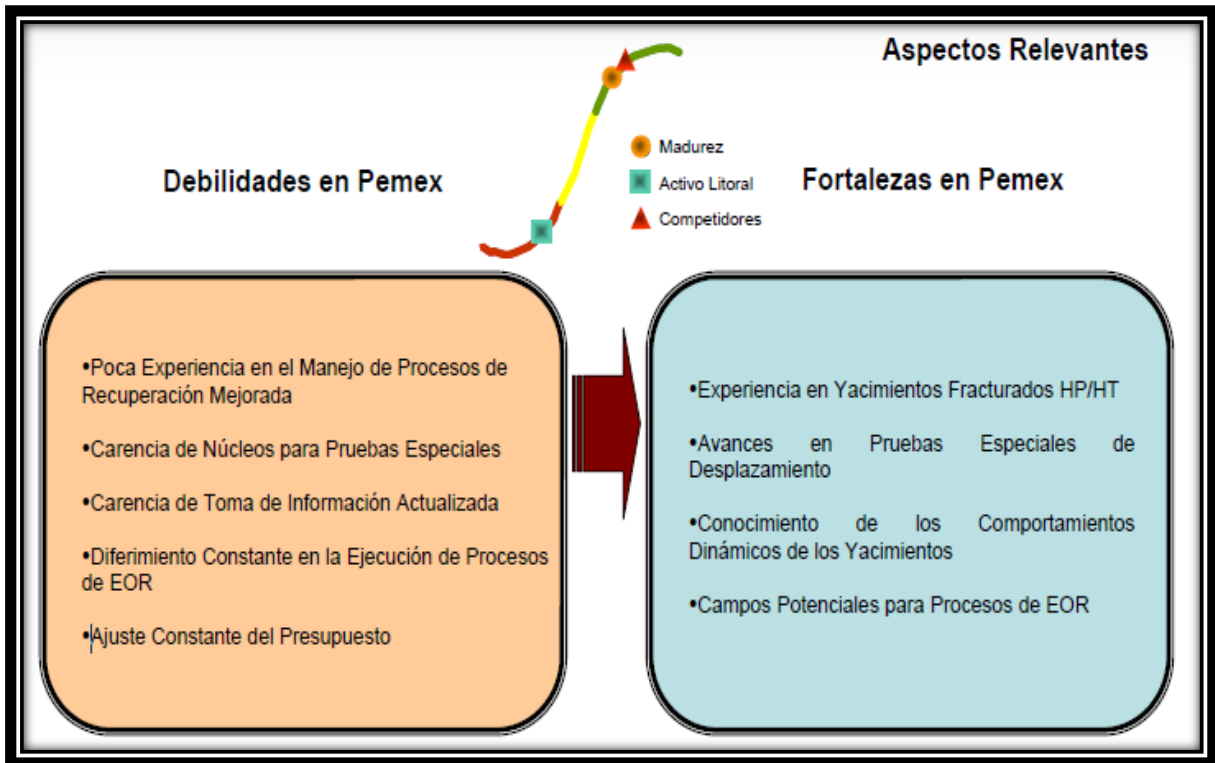 Aspectos Relevantes
Madurez
Activo Litoral
Competidores
Debilidades en Pemex
Fortalezas en Pemex
•Poca Experiencia en el Manejo de Procesos de
Recuperación Mejorada
•Carencia de Núcleos para Pruebas Especiales
•Carencia de Toma de Información Actualizada
•Diferimiento Constante en la Ejecución de Procesos
de EOR
•Ajuste Constante del Presupuesto
•Experiencia en Yacimientos Fracturados HP/HT
•Avances en Pruebas Especiales de
Desplazamiento
•Conocimiento de los Comportamientos
Dinámicos de los Yacimientos
•Campos Potenciales para Procesos de EOR